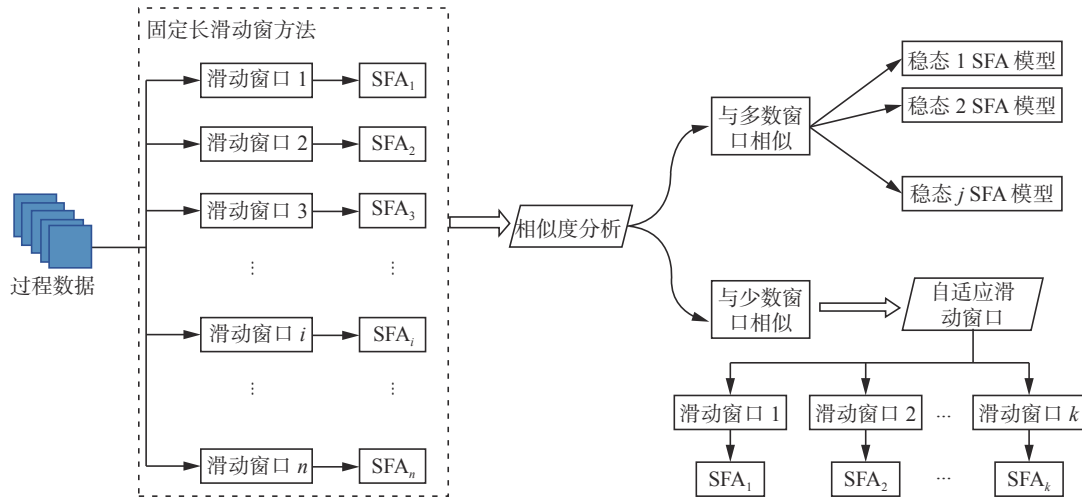 固定长滑动窗方法
滑动窗口 1
SFA₁
滑动窗口 2
SFA₂
滑动窗口 3
SFA₃
⋮
⋮
滑动窗口 i
SFAᵢ
⋮
⋮
滑动窗口 n
SFAₙ
过程数据
相似度分析
与多数窗
口相似
稳态 1 SFA 模型
稳态 2 SFA 模型
稳态 j SFA 模型
与少数窗
口相似
自适应滑
动窗口
滑动窗口 1
滑动窗口 2
···
滑动窗口 k
SFA₁
SFA₂
···
SFAₖ